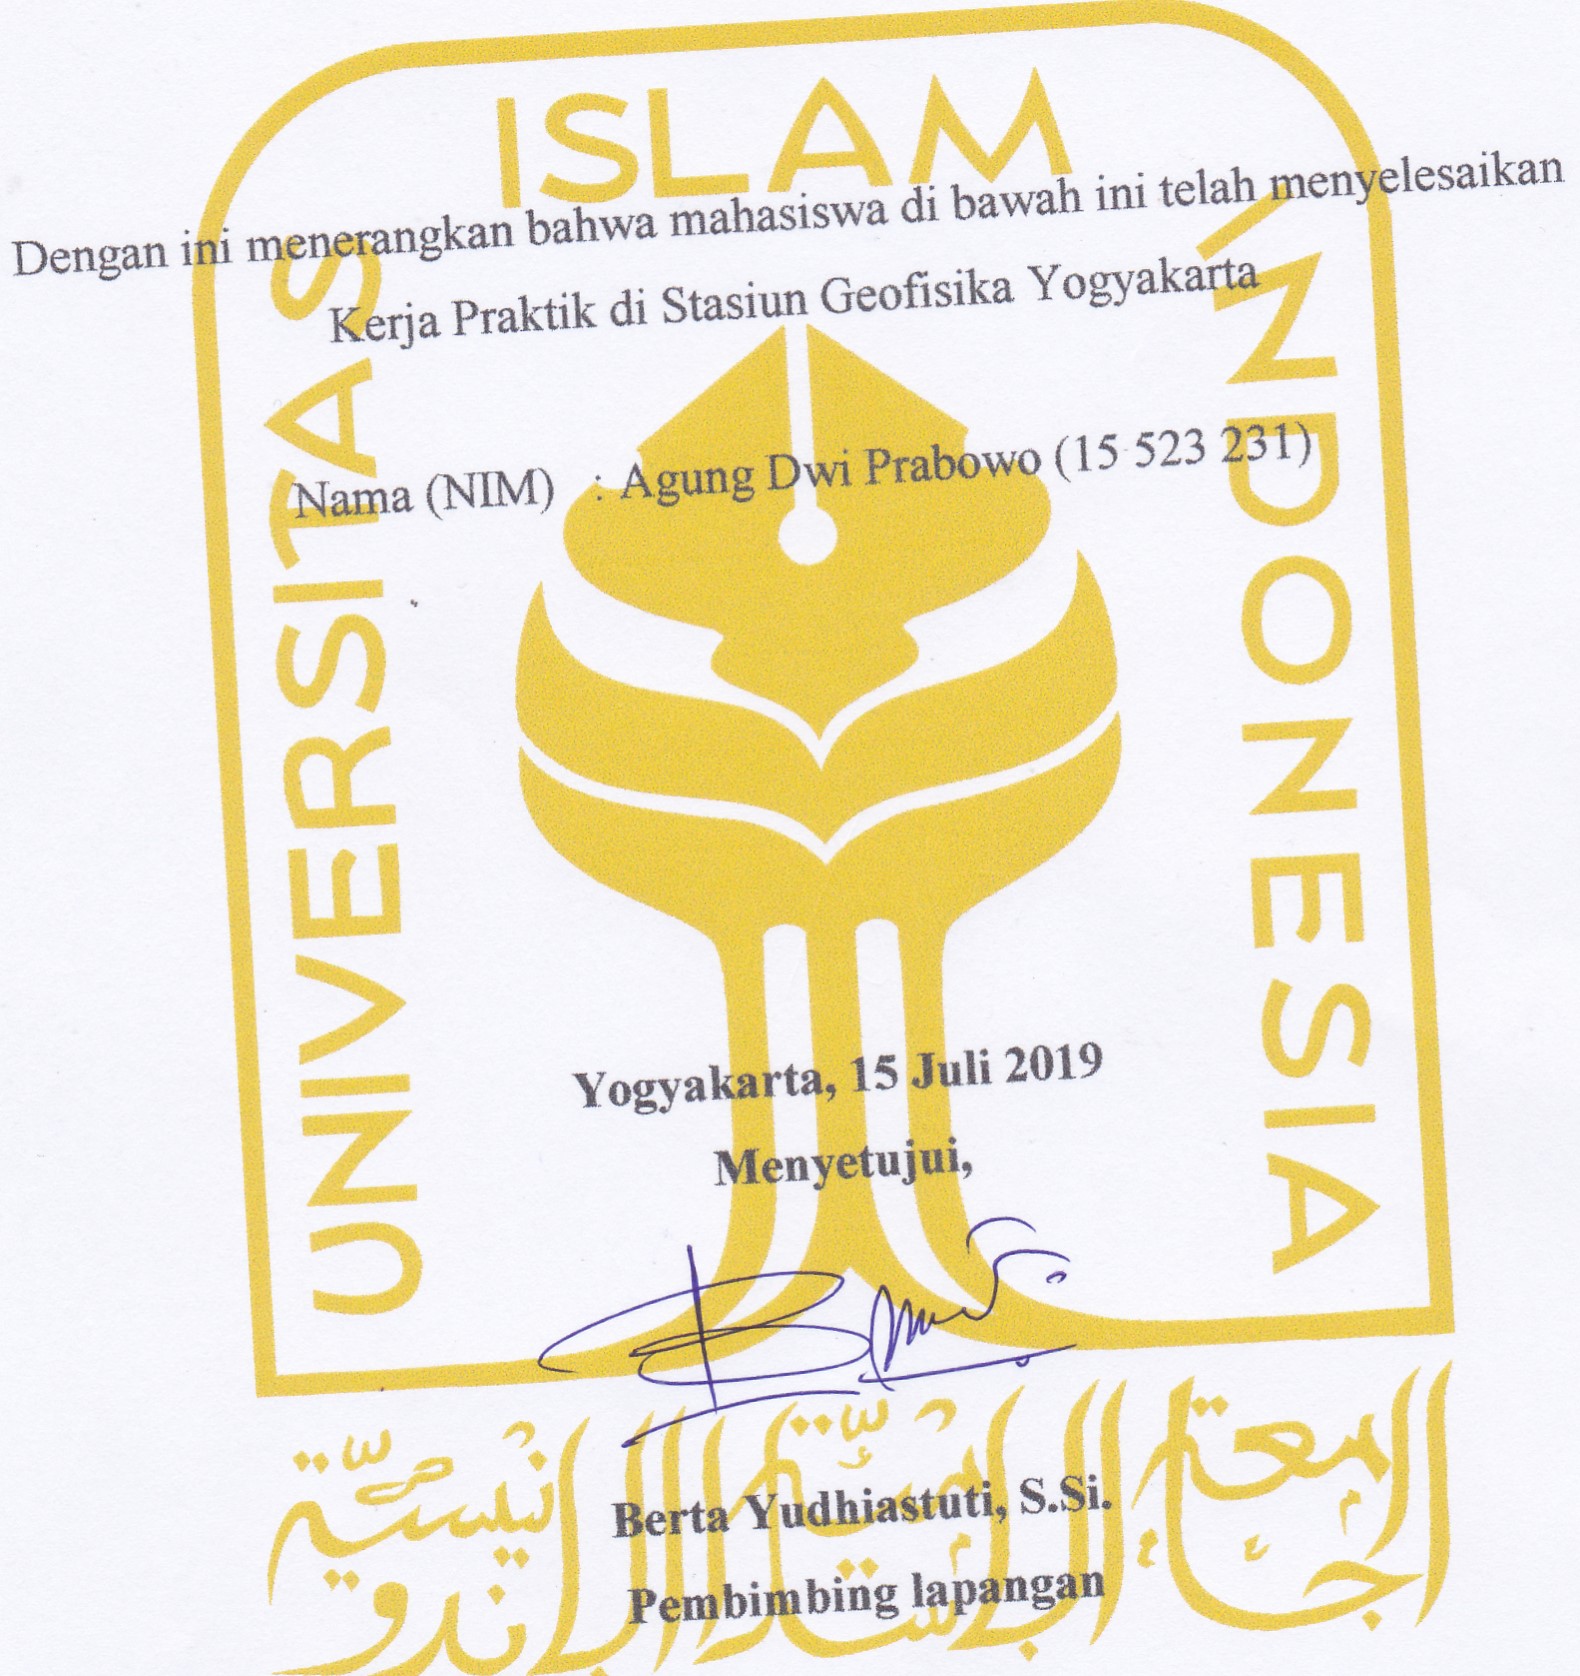 UNIVERSITAS
ISLAM
INDONESIA
Dengan ini menerangkan bahwa mahasiswa di bawah ini telah menyelesaikan
Kerja Praktik di Stasiun Geofisika Yogyakarta
Nama (NIM) : Agung Dwi Prabowo (15 523 231)
Yogyakarta, 15 Juli 2019
Menyetujui,
Berta Yudhiastuti, S.Si.
Pembimbing lapangan